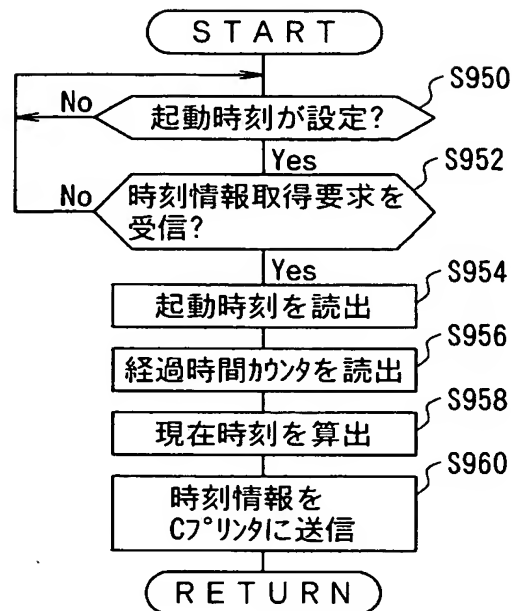 START
S950
No
起動時刻が設定?
Yes
S952
No
時刻情報取得要求を
受信?
Yes
S954
起動時刻を読出
S956
経過時間ｶｳﾝﾀを読出
S958
現在時刻を算出
S960
時刻情報を
Cﾌﾟﾘﾝﾀに送信
RETURN